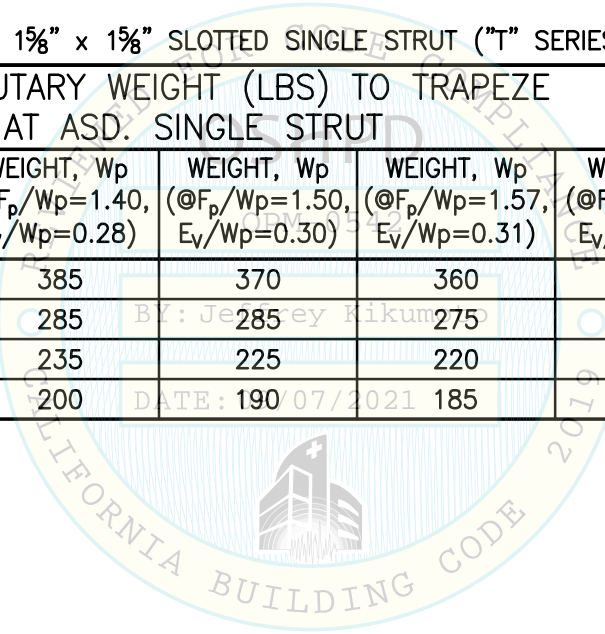 1⅝" x 1⅝" SLOTTED SINGLE STRUT ("T" SERIES
UTARY WEIGHT (LBS) TO TRAPEZE
AT ASD. SINGLE STRUT
WEIGHT, Wp WEIGHT, Wp WEIGHT, Wp W
Fp/Wp=1.40, (@Fp/Wp=1.50, (@Fp/Wp=1.57, (@F
/Wp=0.28) Ev/Wp=0.30) Ev/Wp=0.31) Ev
385 370 360
285 285 275
235 225 220
200 190 185
REVIEWED FOR CODE COMPLIANCE
OSHPD
OPM-0542
BY: Jeffrey Kikumoto
DATE: /07/2021
CALIFORNIA BUILDING CODE 2019